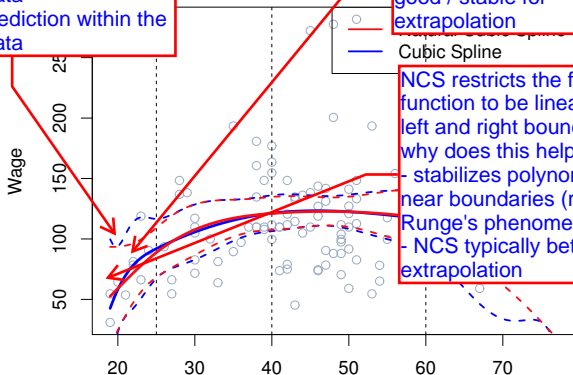 ediction within the
good / stable for
extrapolation
Cubic Spline
NCS restricts the f
function to be linea
left and right boun
why does this help
- stabilizes polynor
near boundaries (r
Runge's phenome
- NCS typically bet
extrapolation
Wage
200
150
100
50
20
30
40
50
60
70